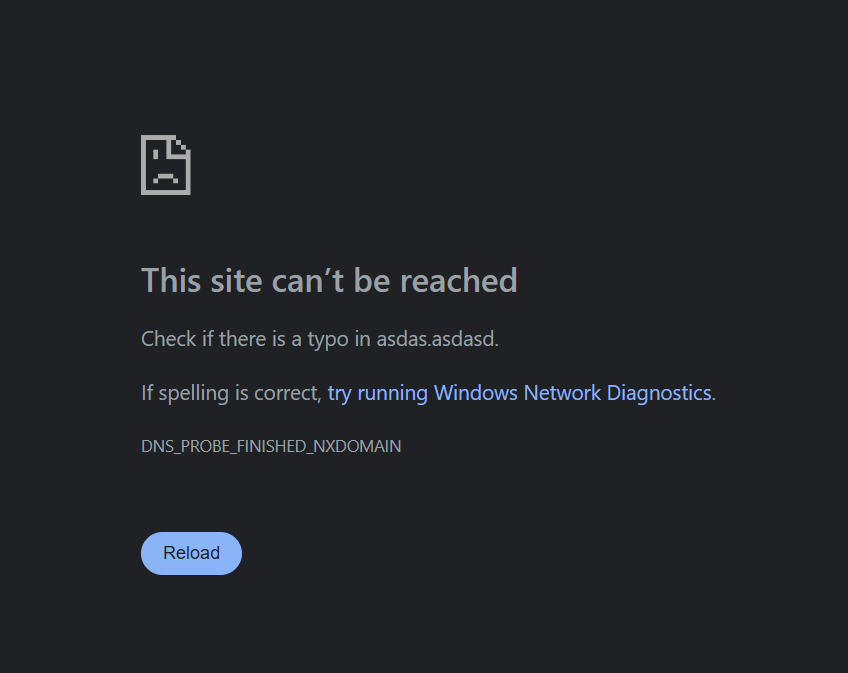 This site can’t be reached
Check if there is a typo in asdas.asdasd.
If spelling is correct, try running Windows Network Diagnostics.
DNS_PROBE_FINISHED_NXDOMAIN
Reload